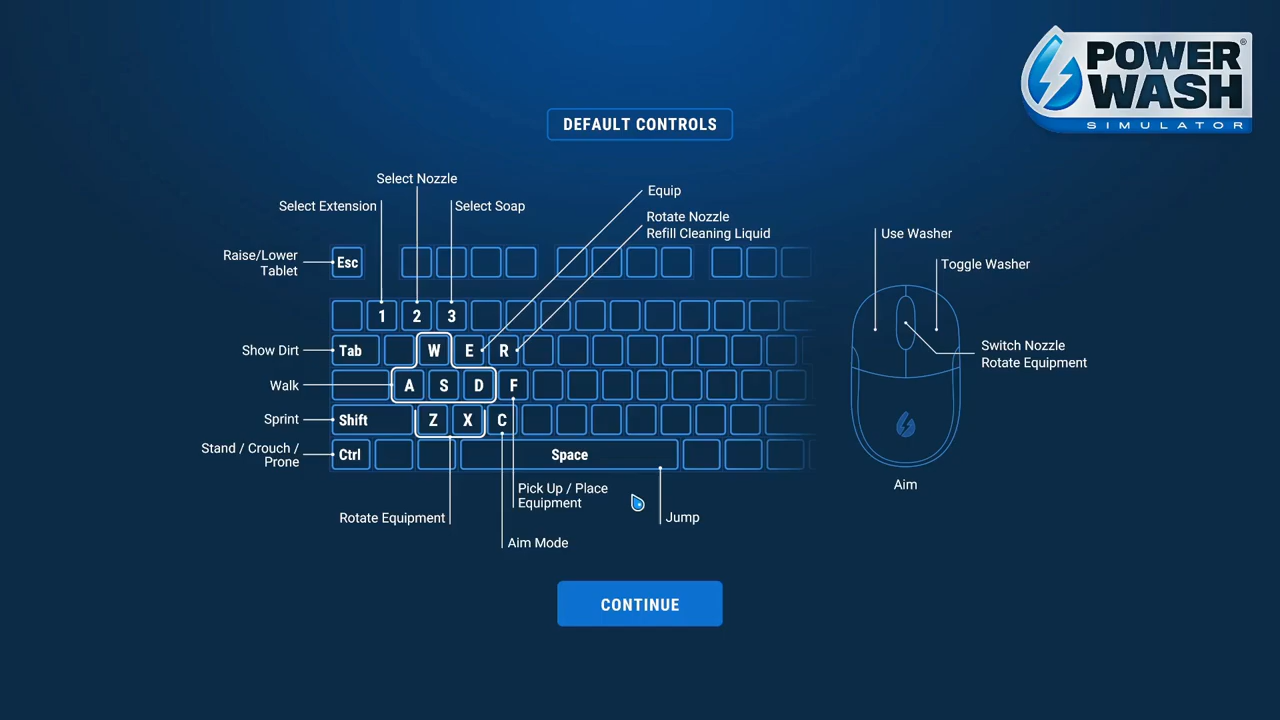 POWER
WASH
SIMULATOR
DEFAULT CONTROLS
Select Nozzle
Select Extension
Select Soap
Equip
Rotate Nozzle
Refill Cleaning Liquid
Raise/Lower
Tablet
Esc
1 2 3
Show Dirt
Tab W E R
Walk
A S D F
Sprint
Shift Z X C
Stand / Crouch /
Prone
Ctrl Space
Pick Up / Place
Equipment
Rotate Equipment
Jump
Aim Mode
Use Washer
Toggle Washer
Switch Nozzle
Rotate Equipment
Aim
CONTINUE